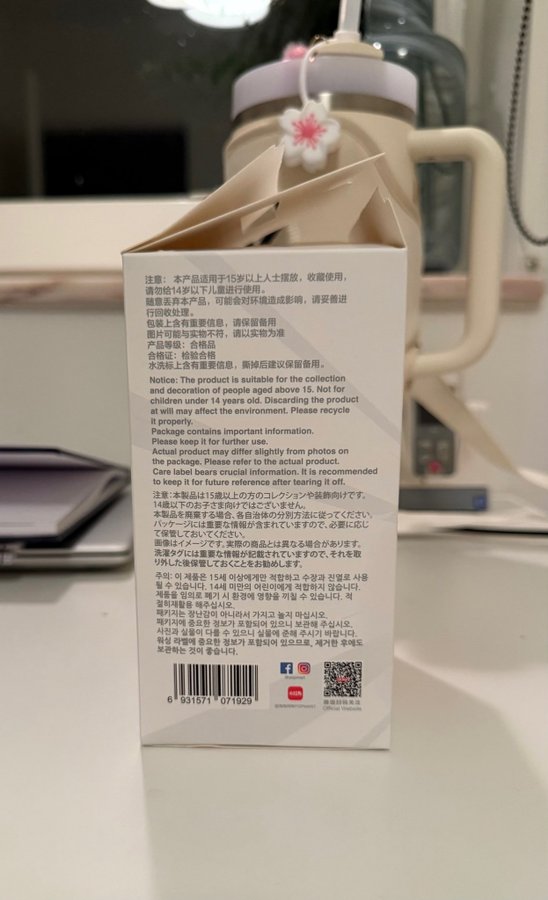 注意： 本产品适用于15岁以上人士摆放，收藏使用，
请勿给14岁以下儿童进行使用。
随意丢弃本产品，可能会对环境造成影响，请妥善进
行回收处理。
包装上含有重要信息，请保留备用
图片可能与实物不符，请以实物为准
产品等级：合格品
合格证：检验合格
水洗标上含有重要信息，撕掉后建议保留备用。
Notice: The product is suitable for the collection
and decoration of people aged above 15. Not for
children under 14 years old. Discarding the product
at will may affect the environment. Please recycle
it properly.
Package contains important information.
Please keep it for further use.
Actual product may differ slightly from photos on
the package. Please refer to the actual product.
Care label bears crucial information. It is recommended
to keep it for future reference after tearing it off.
注意：本製品は15歳以上の方のコレクションや装飾向けです。
14歳以下のお子さま向けではございません。
本製品を廃棄する場合、各自治体の分別方法に従ってください。
パッケージには重要な情報が含まれていますので、必要に応じ
て保管しておいてください。
画像はイメージです。実際の商品とは異なる場合があります。
洗濯タグには重要な情報が記載されていますので、それを取
り外した後保管しておくことをお勧めします。
주의: 이 제품은 15세 이상에게만 적합하고 수장과 진열로 사용
될 수 있습니다. 14세 미만의 어린이에게 적합하지 않습니다.
제품을 임의로 폐기 시 환경에 영향을 끼칠 수 있습니다. 적
절히재활용 해주십시오.
패키지는 장난감이 아니라서 가지고 놀지 마십시오.
패키지에 중요한 정보가 포함되어 있으니 보관해 주십시오.
사진과 실물이 다를 수 있으니 실물에 준해 주시기 바랍니다.
워싱 라벨에 중요한 정보가 포함되어 있으므로, 제거한 후에도
보관하는 것이 좋습니다.
6 931571 071929
@popmart
小红书
Official Website